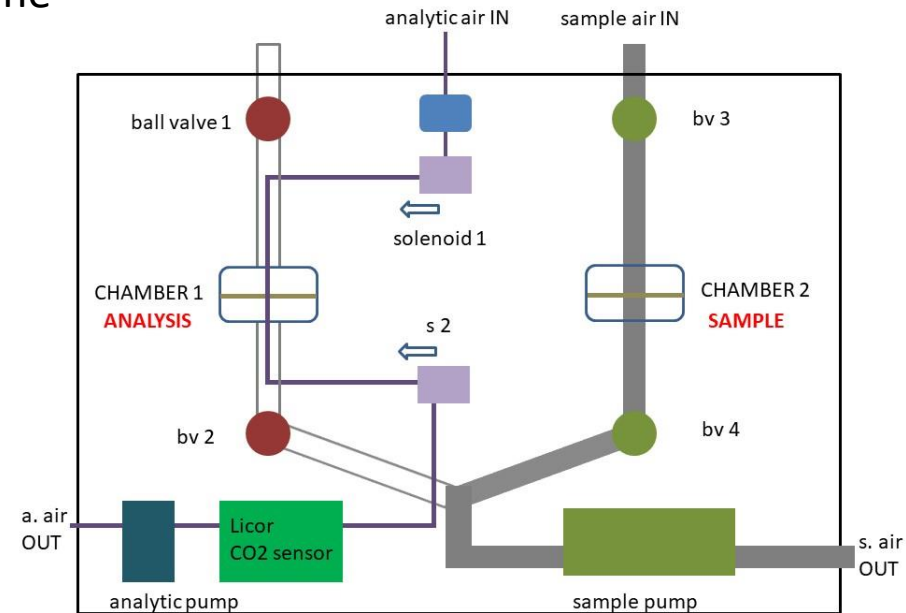 analytic air IN
sample air IN
ball valve 1
bv 3
solenoid 1
CHAMBER 1
ANALYSIS
CHAMBER 2
SAMPLE
s 2
bv 2
bv 4
a. air
OUT
Licor
CO2 sensor
s. air
OUT
analytic pump
sample pump